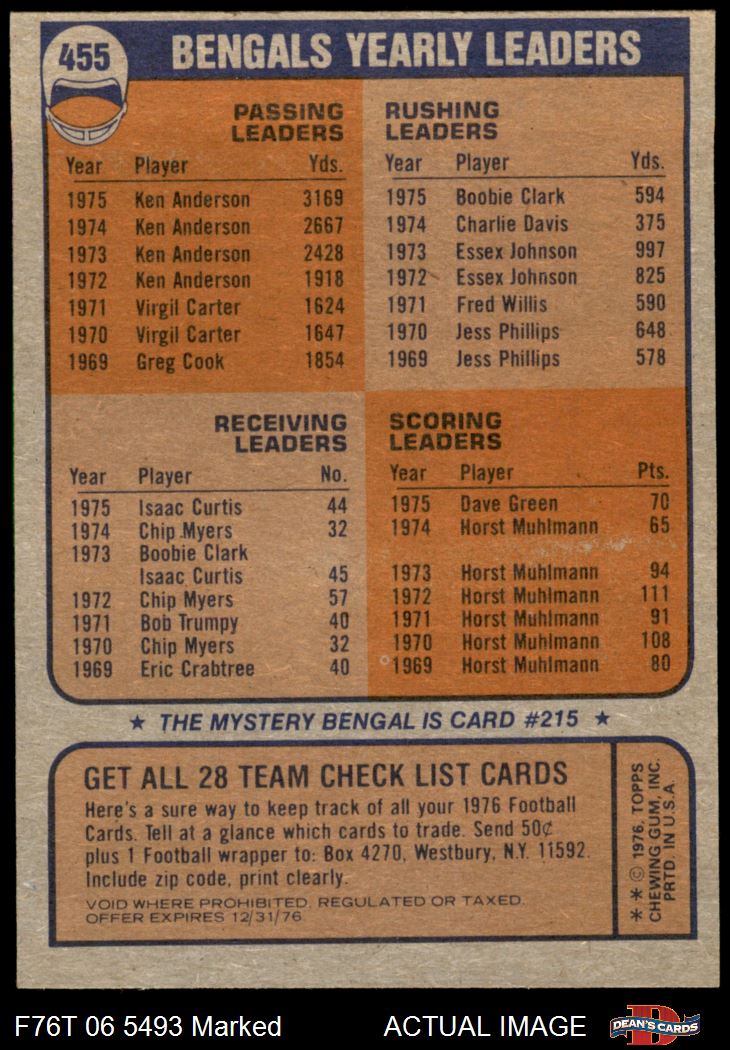 455
BENGALS YEARLY LEADERS
PASSING
LEADERS
Year Player Yds.
1975 Ken Anderson 3169
1974 Ken Anderson 2667
1973 Ken Anderson 2428
1972 Ken Anderson 1918
1971 Virgil Carter 1624
1970 Virgil Carter 1647
1969 Greg Cook 1854
RUSHING
LEADERS
Year Player Yds.
1975 Boobie Clark 594
1974 Charlie Davis 375
1973 Essex Johnson 997
1972 Essex Johnson 825
1971 Fred Willis 590
1970 Jess Phillips 648
1969 Jess Phillips 578
RECEIVING
LEADERS
Year Player No.
1975 Isaac Curtis 44
1974 Chip Myers 32
1973 Boobie Clark
Isaac Curtis 45
1972 Chip Myers 57
1971 Bob Trumpy 40
1970 Chip Myers 32
1969 Eric Crabtree 40
SCORING
LEADERS
Year Player Pts.
1975 Dave Green 70
1974 Horst Muhlmann 65
1973 Horst Muhlmann 94
1972 Horst Muhlmann 111
1971 Horst Muhlmann 91
1970 Horst Muhlmann 108
1969 Horst Muhlmann 80
★ THE MYSTERY BENGAL IS CARD #215 ★
GET ALL 28 TEAM CHECK LIST CARDS
Here's a sure way to keep track of all your 1976 Football
Cards. Tell at a glance which cards to trade. Send 50¢
plus 1 Football wrapper to: Box 4270, Westbury, N.Y. 11592.
Include zip code, print clearly.
VOID WHERE PROHIBITED, REGULATED OR TAXED.
OFFER EXPIRES 12/31/76
* * © 1976, TOPPS
CHEWING GUM, INC.
PRTD. IN U.S.A.
F76T 06 5493 Marked
ACTUAL IMAGE
D
DEAN'S CARDS